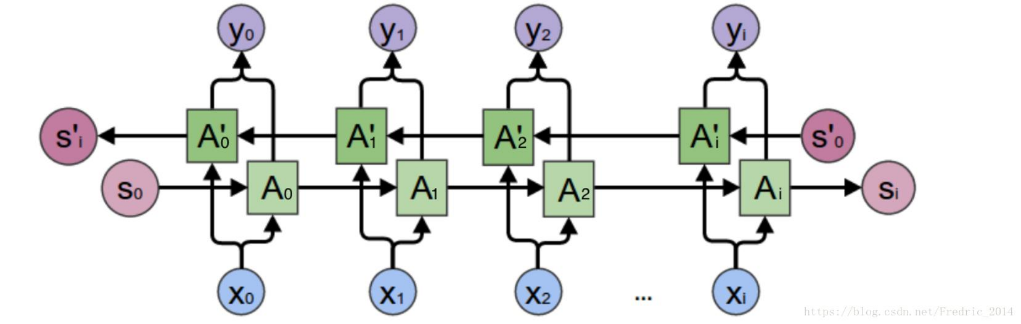 y0 y1 y2 yi
s'i A'0 A'1 A'2 A'i s'0
s0 A0 A1 A2 Ai si
x0 x1 x2 ... xi
https://blog.csdn.net/Fredric_2014